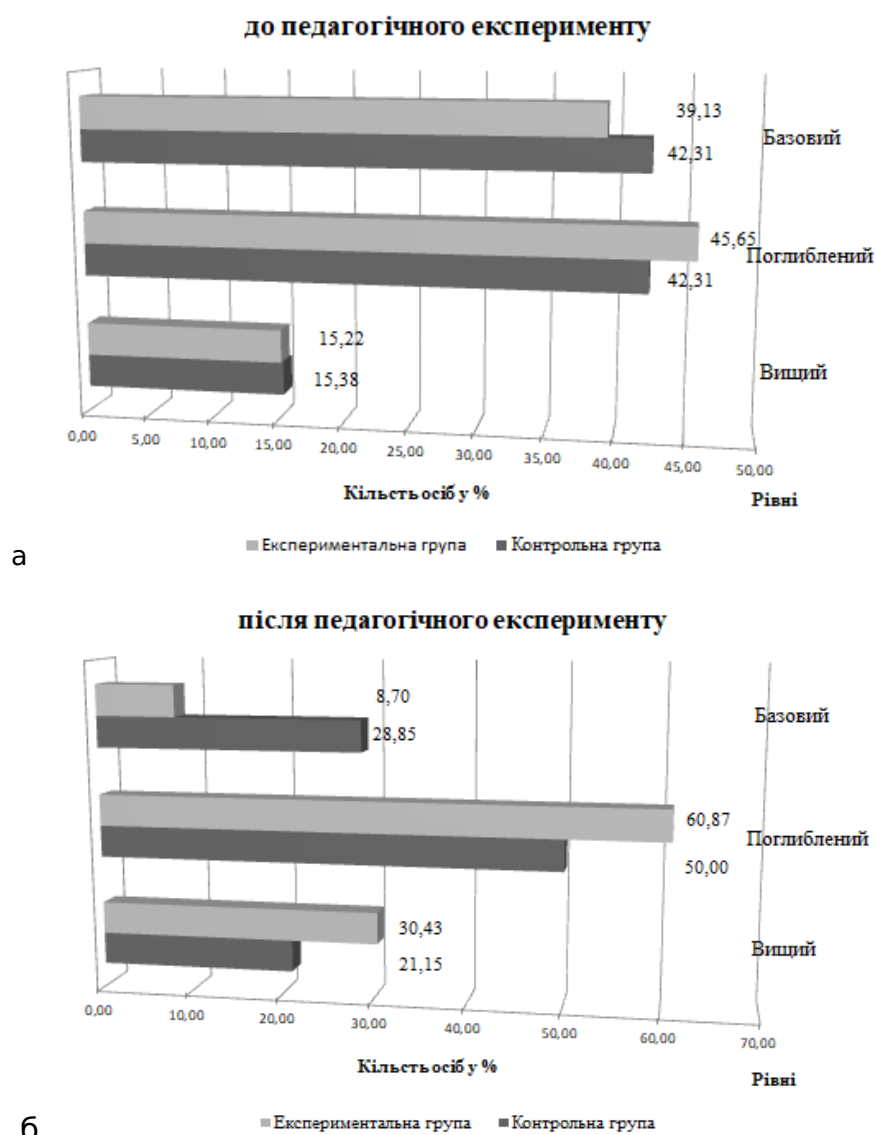 до педагогічного експерименту
39,13
Базовий
42,31
45,65
Поглиблений
42,31
15,22
Вищий
15,38
0,00 5,00 10,00 15,00 20,00 25,00 30,00 35,00 40,00 45,00 50,00
Кількть осіб у %
Рівні
Експериментальна група Контрольна група
а
після педагогічного експерименту
8,70
Базовий
28,85
60,87
Поглиблений
50,00
30,43
Вищий
21,15
0,00 10,00 20,00 30,00 40,00 50,00 60,00 70,00
Кількть осіб у %
Рівні
Експериментальна група Контрольна група
б